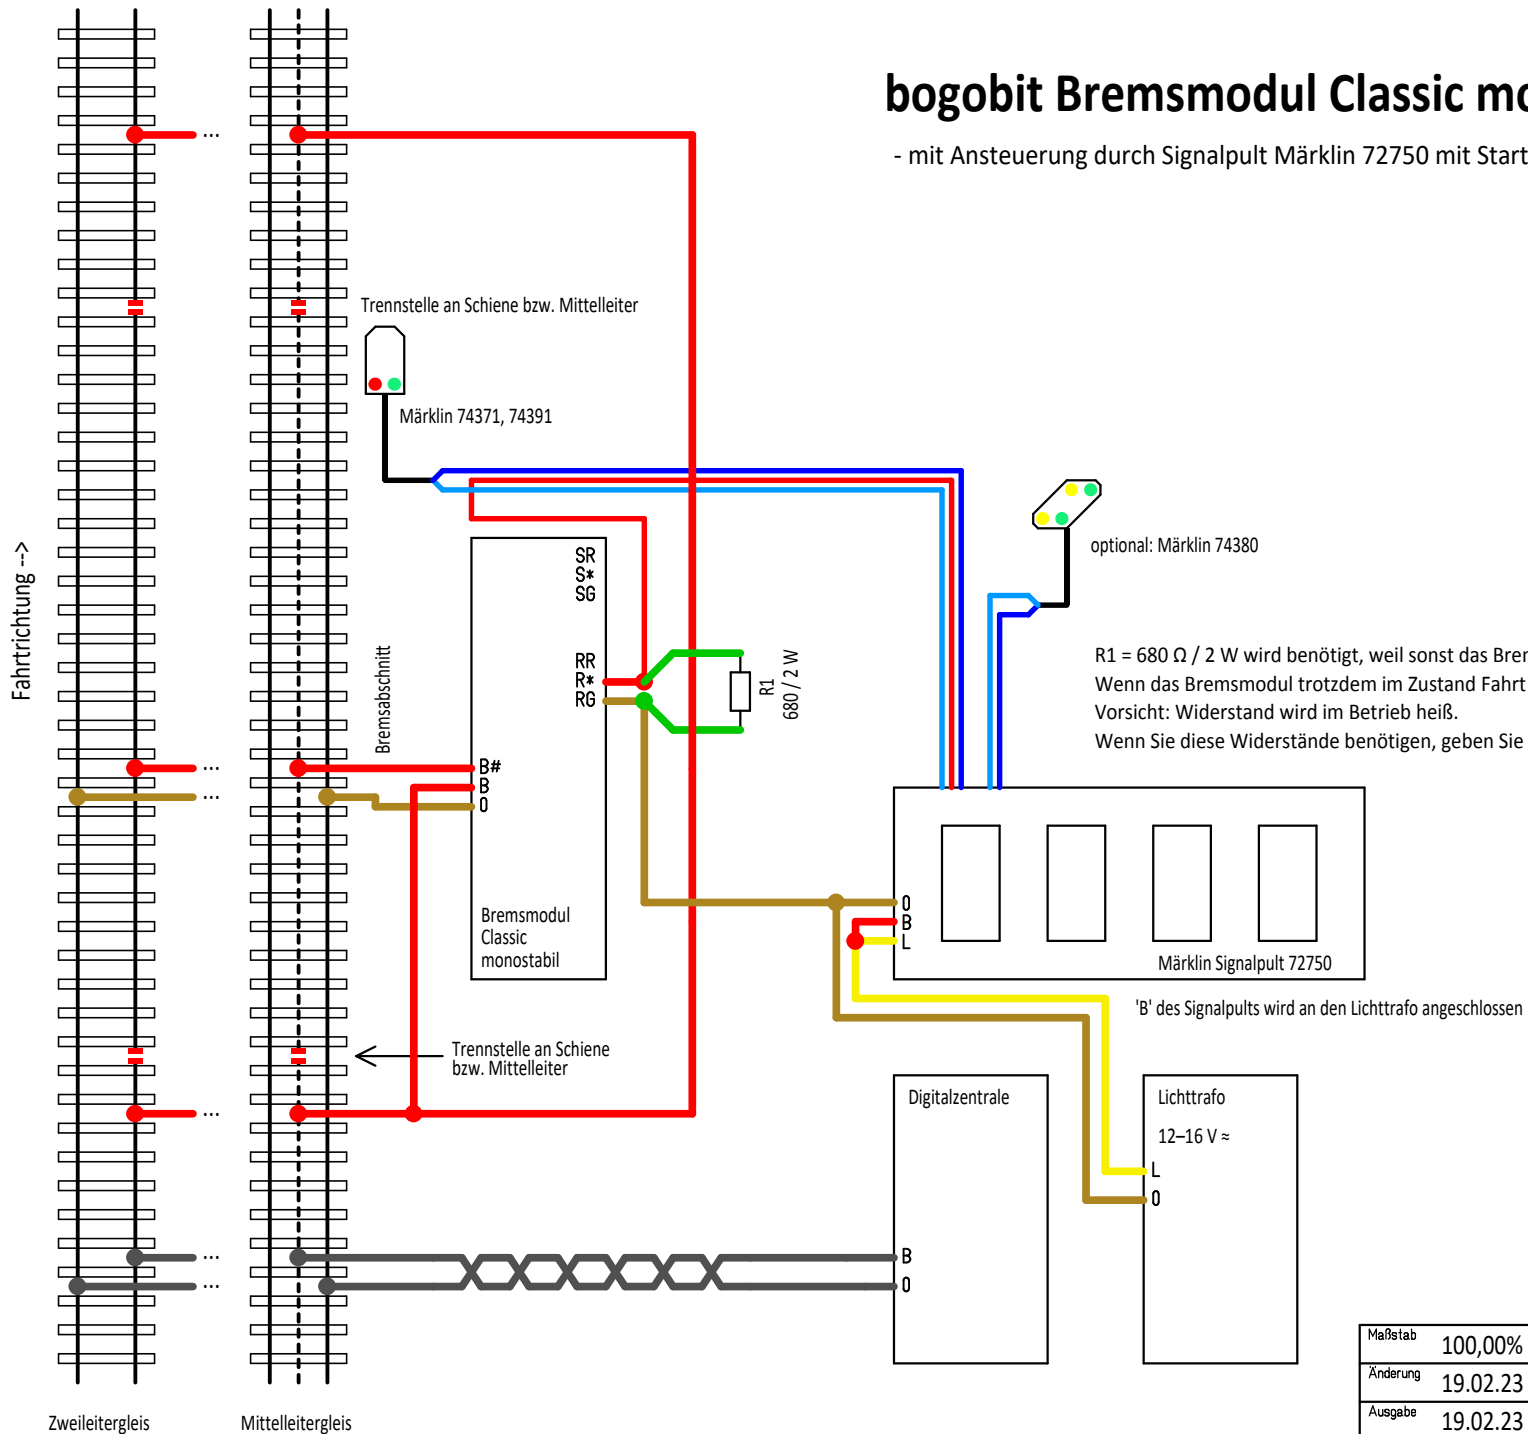 bogobit Bremsmodul Classic mo
- mit Ansteuerung durch Signalpult Märklin 72750 mit Start
...
Trennstelle an Schiene bzw. Mittelleiter
Märklin 74371, 74391
optional: Märklin 74380
Fahrtrichtung -->
Bremsabschnitt
SR
S*
SG
RR
R*
RG
R1
680 / 2 W
R1 = 680 Ω / 2 W wird benötigt, weil sonst das Brem
Wenn das Bremsmodul trotzdem im Zustand Fahrt
Vorsicht: Widerstand wird im Betrieb heiß.
Wenn Sie diese Widerstände benötigen, geben Sie
...
...
B#
B
0
Bremsmodul
Classic
monostabil
0
B
L
Märklin Signalpult 72750
'B' des Signalpults wird an den Lichttrafo angeschlossen
Trennstelle an Schiene
bzw. Mittelleiter
...
Digitalzentrale
Lichttrafo
12–16 V ≈
L
0
...
...
B
0
Maßstab 100,00%
Änderung 19.02.23
Ausgabe 19.02.23
Zweileitergleis
Mittelleitergleis